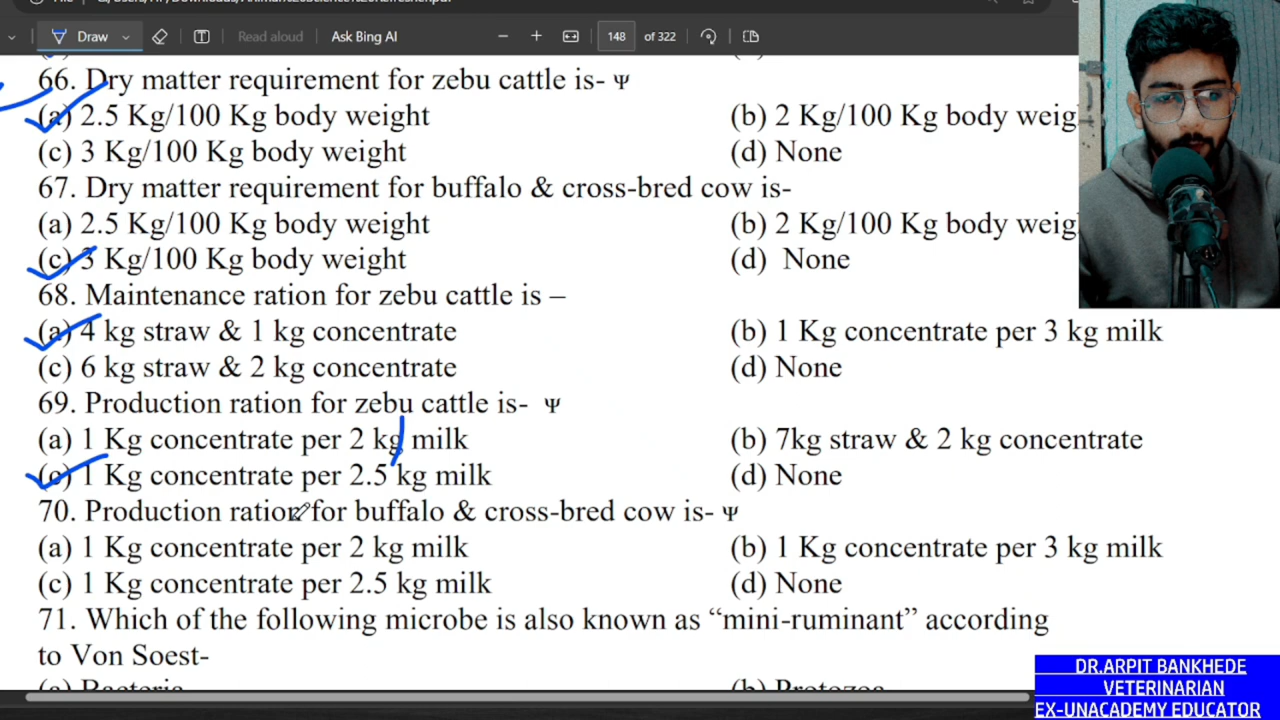 Draw
Read aloud
Ask Bing AI
148 of 322
66. Dry matter requirement for zebu cattle is- Ψ
(a) 2.5 Kg/100 Kg body weight
(b) 2 Kg/100 Kg body
(c) 3 Kg/100 Kg body weight
(d) None
67. Dry matter requirement for buffalo & cross-bred cow is-
(a) 2.5 Kg/100 Kg body weight
(b) 2 Kg/100 Kg body
(c) 3 Kg/100 Kg body weight
(d) None
68. Maintenance ration for zebu cattle is –
(a) 4 kg straw & 1 kg concentrate
(b) 1 Kg concentrate per 3 kg milk
(c) 6 kg straw & 2 kg concentrate
(d) None
69. Production ration for zebu cattle is- Ψ
(a) 1 Kg concentrate per 2 kg milk
(b) 7kg straw & 2 kg concentrate
(c) 1 Kg concentrate per 2.5 kg milk
(d) None
70. Production ration for buffalo & cross-bred cow is- Ψ
(a) 1 Kg concentrate per 2 kg milk
(b) 1 Kg concentrate per 3 kg milk
(c) 1 Kg concentrate per 2.5 kg milk
(d) None
71. Which of the following microbe is also known as “mini-ruminant” according
to Von Soest-
(a) Bacteria
(b) Protozoa
DR.ARPIT BANKHEDE
VETERINARIAN
EX-UNACADEMY EDUCATOR